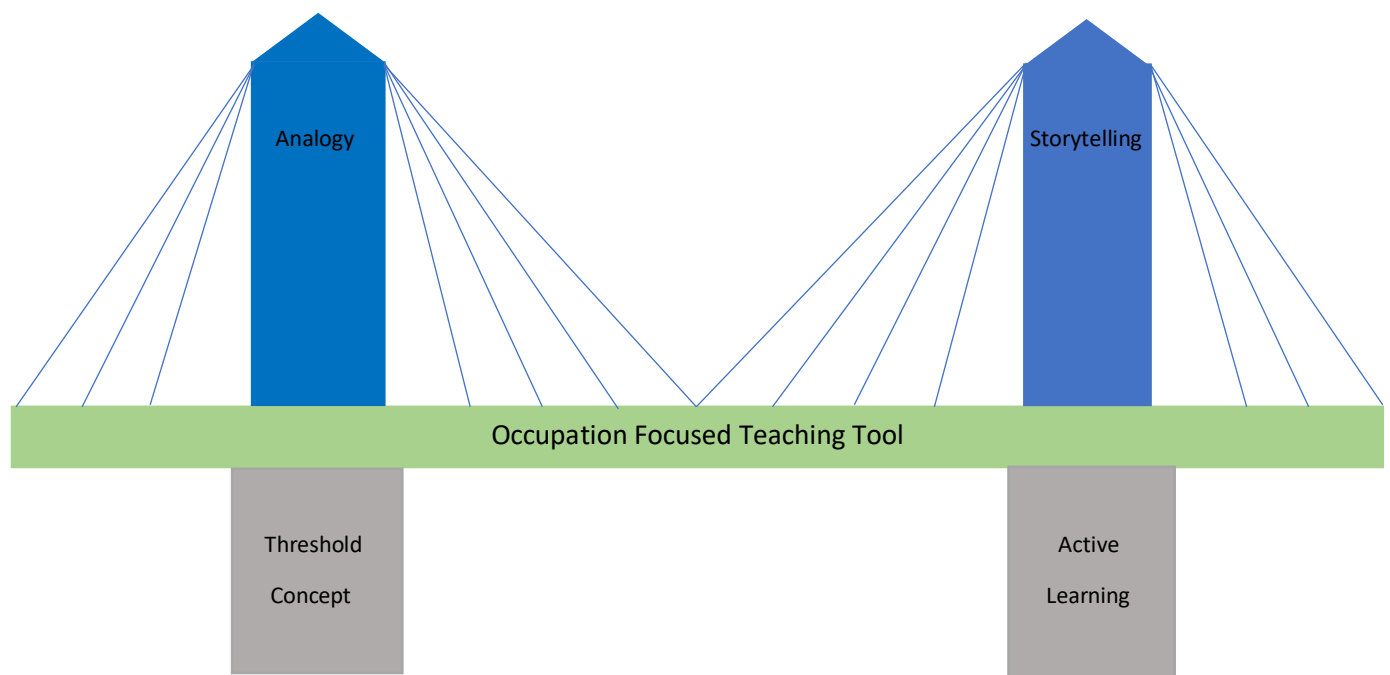 Analogy
Storytelling
Occupation Focused Teaching Tool
Threshold
Concept
Active
Learning